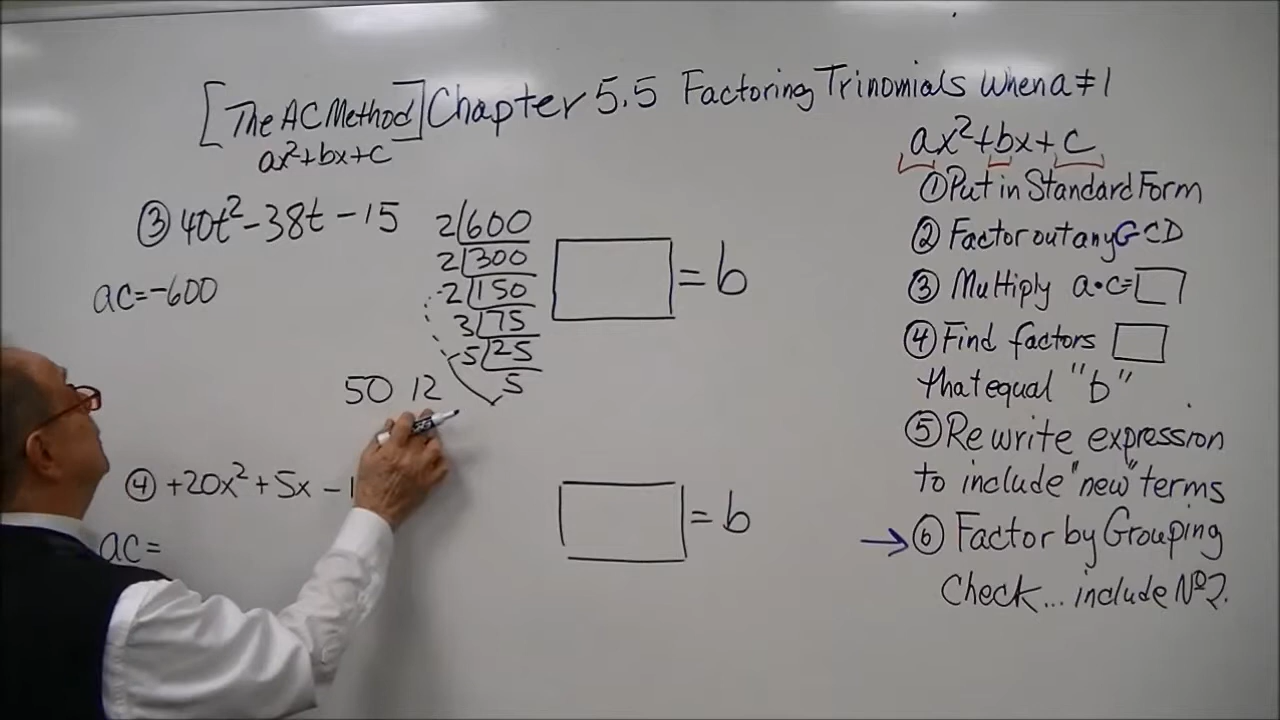 [The AC Method] Chapter 5.5 Factoring Trinomials When a ≠ 1
ax²+bx+c
③ 40t² - 38t - 15
ac = -600
2 600
2 300
2 150
3 75
5 25
5
50 12
= b
④ +20x² + 5x - 1
ac =
= b
ax²+bx+c
① Put in Standard Form
② Factor out any GCD
③ Multiply a·c=
④ Find factors
that equal "b"
⑤ Rewrite expression
to include "new" terms
→ ⑥ Factor by Grouping
Check... include Nº2.